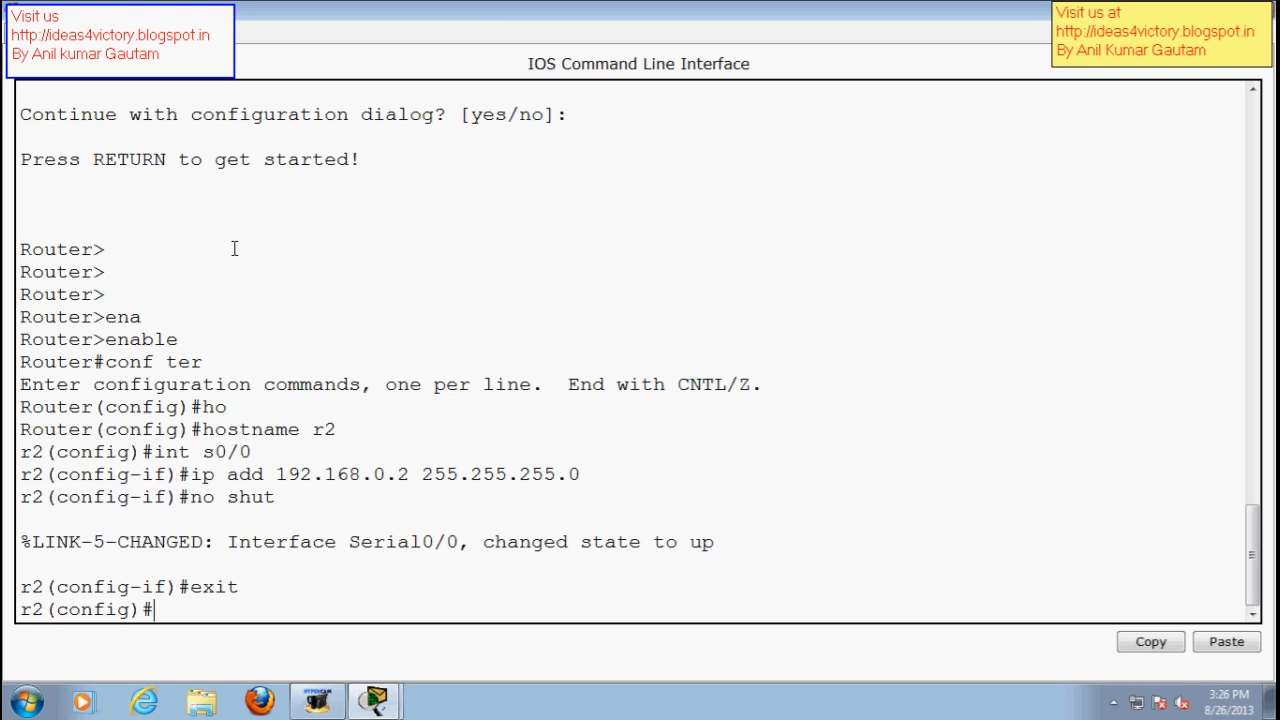 Visit us
http://ideas4victory.blogspot.in
By Anil kumar Gautam
Visit us at
http://ideas4victory.blogspot.in
By Anil Kumar Gautam
IOS Command Line Interface
Continue with configuration dialog? [yes/no]:
Press RETURN to get started!
Router>
Router>
Router>
Router>ena
Router>enable
Router#conf ter
Enter configuration commands, one per line.  End with CNTL/Z.
Router(config)#ho
Router(config)#hostname r2
r2(config)#int s0/0
r2(config-if)#ip add 192.168.0.2 255.255.255.0
r2(config-if)#no shut
%LINK-5-CHANGED: Interface Serial0/0, changed state to up
r2(config-if)#exit
r2(config)#
Copy
Paste
HYPERCAM
3:26 PM
8/26/2013